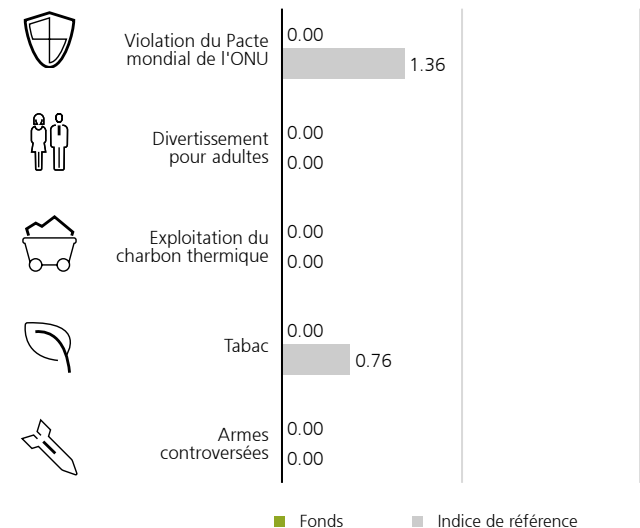 0.00
Violation du Pacte
mondial de l'ONU
1.36
0.00
Divertissement
pour adultes
0.00
0.00
Exploitation du
charbon thermique
0.00
0.00
Tabac
0.76
0.00
Armes
controversées
0.00
Fonds Indice de référence